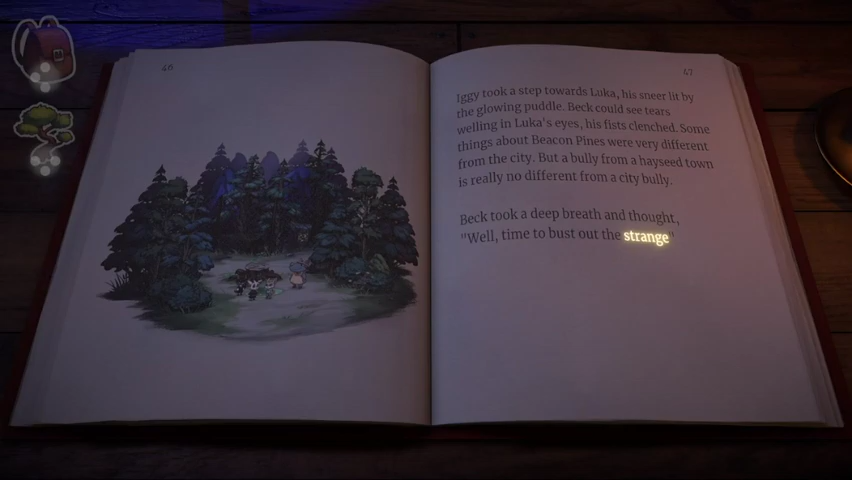 46
47
Iggy took a step towards Luka, his sneer lit by
the glowing puddle. Beck could see tears
welling in Luka's eyes, his fists clenched. Some
things about Beacon Pines were very different
from the city. But a bully from a hayseed town
is really no different from a city bully.
Beck took a deep breath and thought,
"Well, time to bust out the strange"